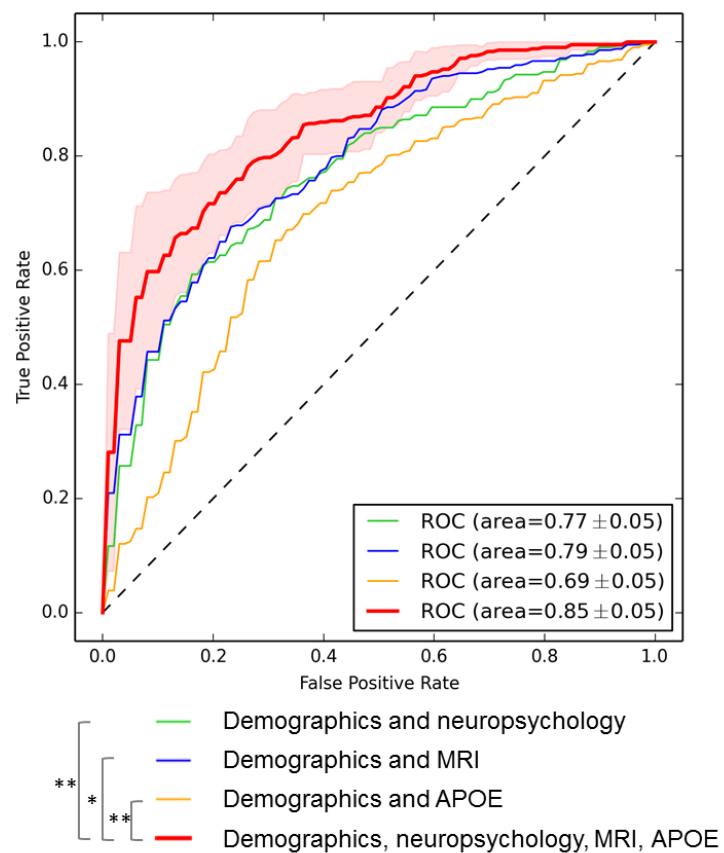 1.0
0.8
0.6
0.4
0.2
0.0
True Positive Rate
ROC (area=0.77 ±0.05)
ROC (area=0.79 ±0.05)
ROC (area=0.69 ±0.05)
ROC (area=0.85 ±0.05)
0.0 0.2 0.4 0.6 0.8 1.0
False Positive Rate
Demographics and neuropsychology
Demographics and MRI
** * ** Demographics and APOE
Demographics, neuropsychology, MRI, APOE